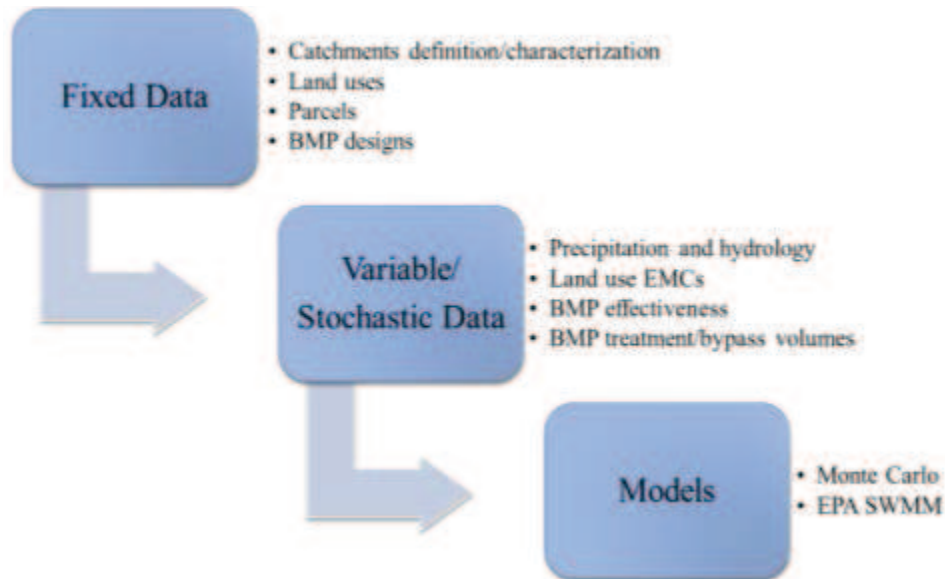 Fixed Data
• Catchments definition/characterization
• Land uses
• Parcels
• BMP designs
Variable/
Stochastic Data
• Precipitation and hydrology
• Land use EMCs
• BMP effectiveness
• BMP treatment/bypass volumes
Models
• Monte Carlo
• EPA SWMM